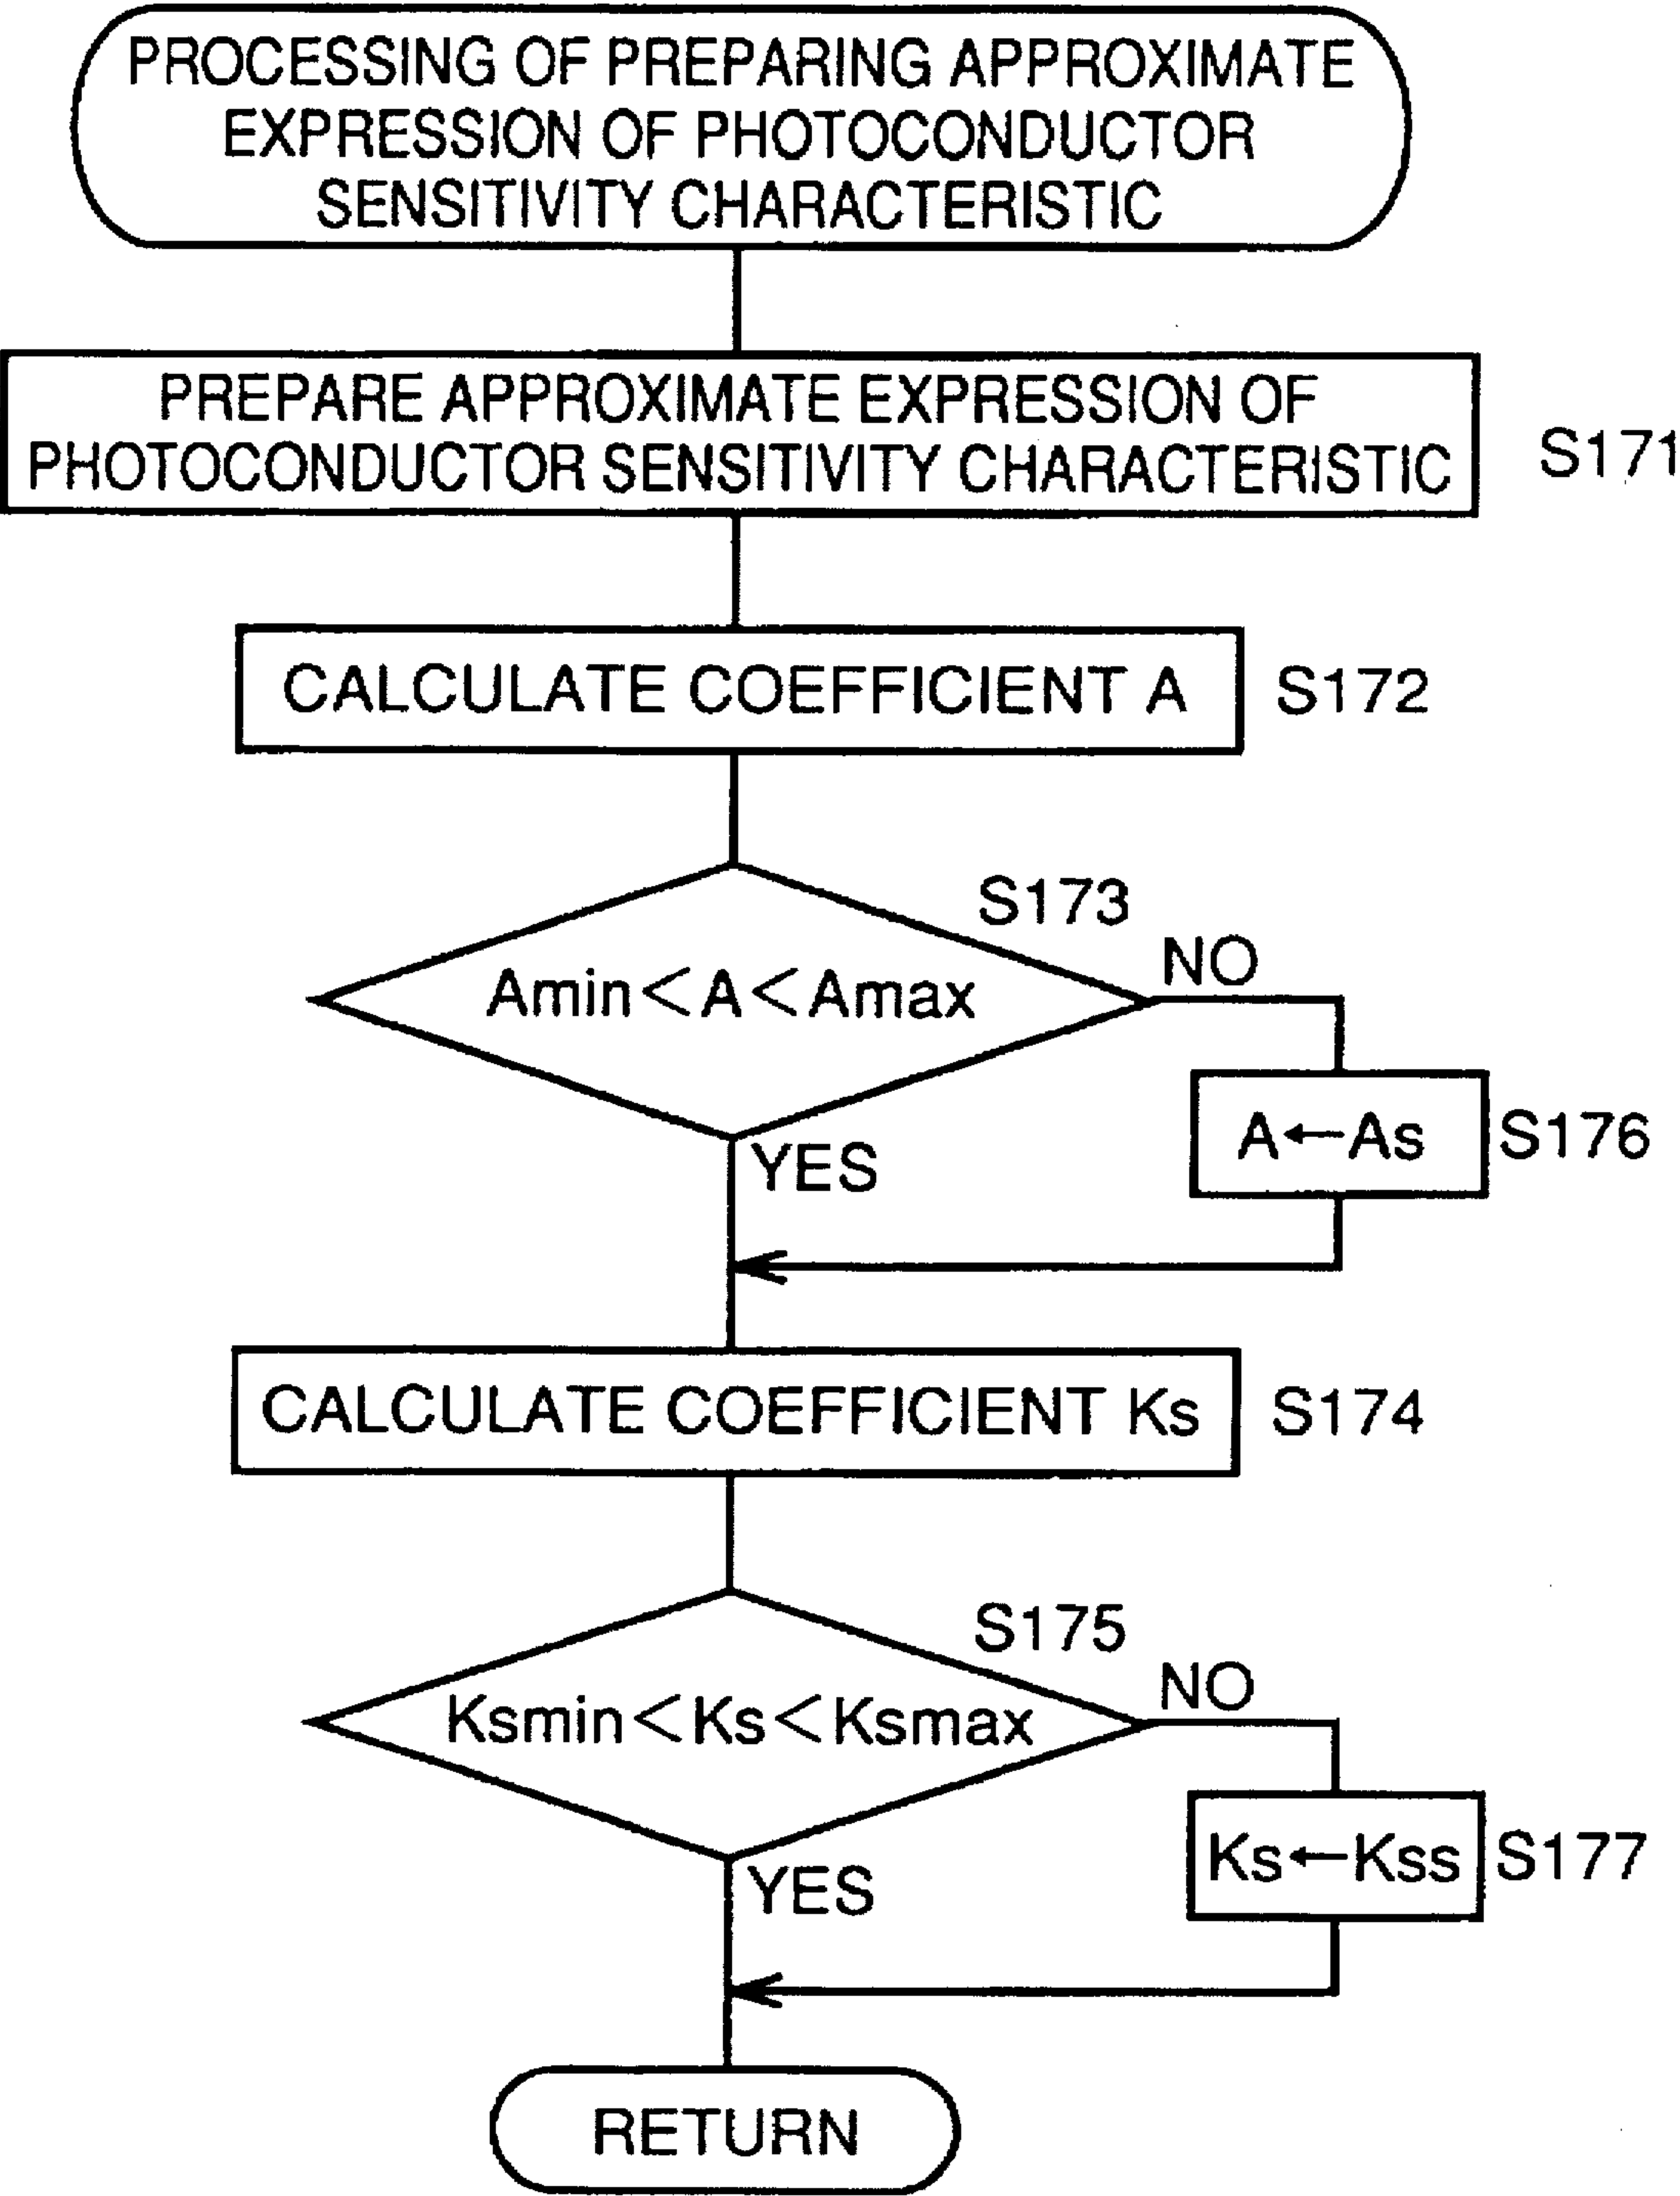 PROCESSING OF PREPARING APPROXIMATE
EXPRESSION OF PHOTOCONDUCTOR
SENSITIVITY CHARACTERISTIC
PREPARE APPROXIMATE EXPRESSION OF
PHOTOCONDUCTOR SENSITIVITY CHARACTERISTIC
S171
CALCULATE COEFFICIENT A
S172
S173
Amin<A<Amax
NO
A←As
S176
YES
CALCULATE COEFFICIENT Ks
S174
S175
Ksmin<Ks<Ksmax
NO
Ks←Kss
S177
YES
RETURN